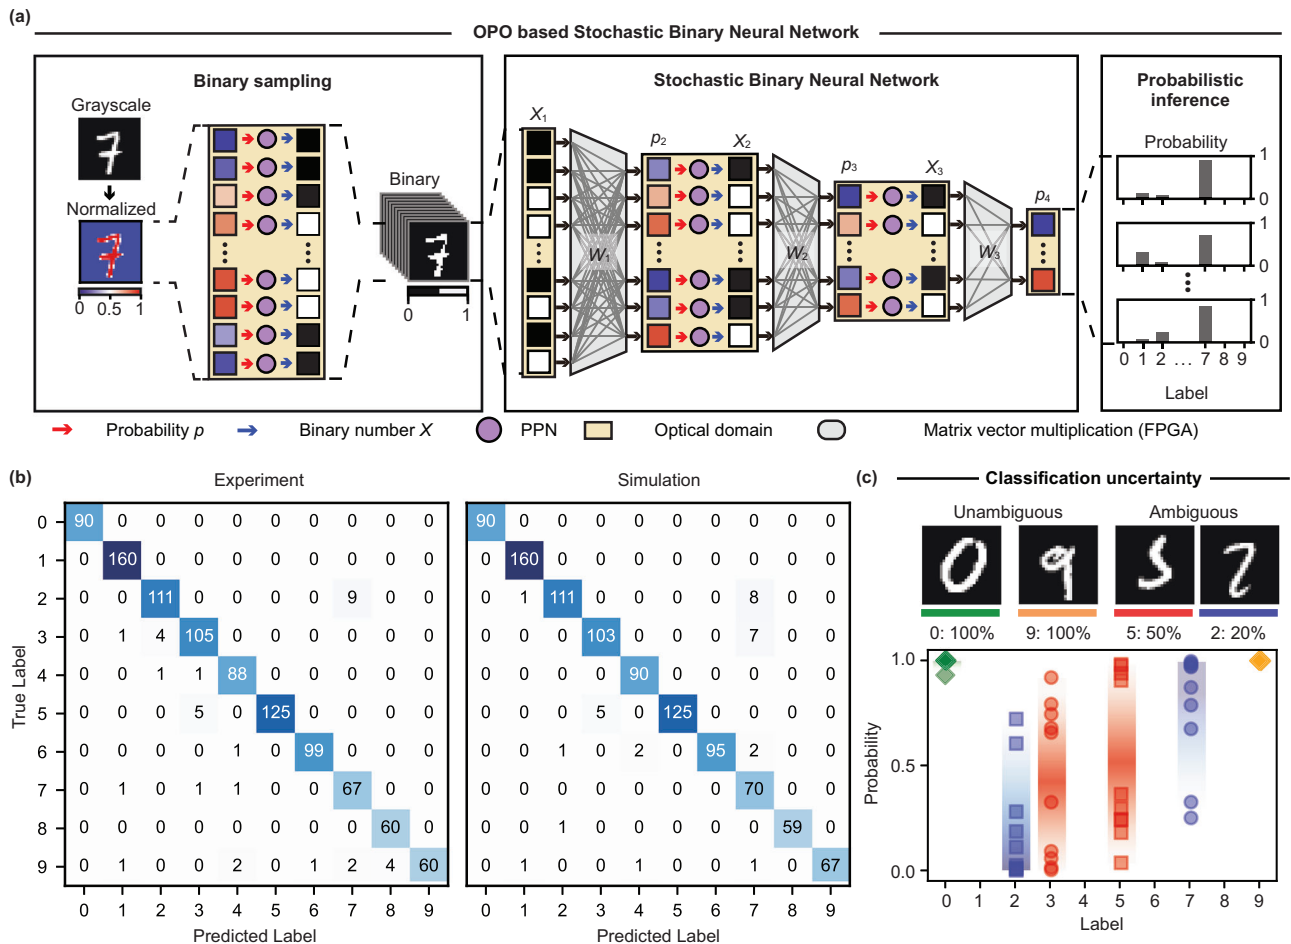 (a)
OPO based Stochastic Binary Neural Network
Binary sampling
Grayscale
Normalized
0 0.5 1
Binary
0 1
Stochastic Binary Neural Network
X1
W1
p2
X2
W2
p3
X3
W3
p4
Probabilistic
inference
Probability
1
0
1
0
1
0
0 1 2 ... 7 8 9
Label
Probability p
Binary number X
PPN
Optical domain
Matrix vector multiplication (FPGA)
(b)
Experiment
True Label
0 90 0 0 0 0 0 0 0 0 0
1 0 160 0 0 0 0 0 0 0 0
2 0 0 111 0 0 0 0 9 0 0
3 0 1 4 105 0 0 0 0 0 0
4 0 0 1 1 88 0 0 0 0 0
5 0 0 0 5 0 125 0 0 0 0
6 0 0 0 0 1 0 99 0 0 0
7 0 1 0 1 1 0 0 67 0 0
8 0 0 0 0 0 0 0 0 60 0
9 0 1 0 0 2 0 1 2 4 60
0 1 2 3 4 5 6 7 8 9
Predicted Label
Simulation
90 0 0 0 0 0 0 0 0 0
0 160 0 0 0 0 0 0 0 0
0 1 111 0 0 0 0 8 0 0
0 0 0 103 0 0 0 7 0 0
0 0 0 0 90 0 0 0 0 0
0 0 0 5 0 125 0 0 0 0
0 0 1 0 2 0 95 2 0 0
0 0 0 0 0 0 0 70 0 0
0 0 1 0 0 0 0 0 59 0
0 1 0 0 1 0 0 1 0 67
0 1 2 3 4 5 6 7 8 9
Predicted Label
(c)
Classification uncertainty
Unambiguous
Ambiguous
0: 100%
9: 100%
5: 50%
2: 20%
Probability
1.0
0.5
0.0
0 1 2 3 4 5 6 7 8 9
Label